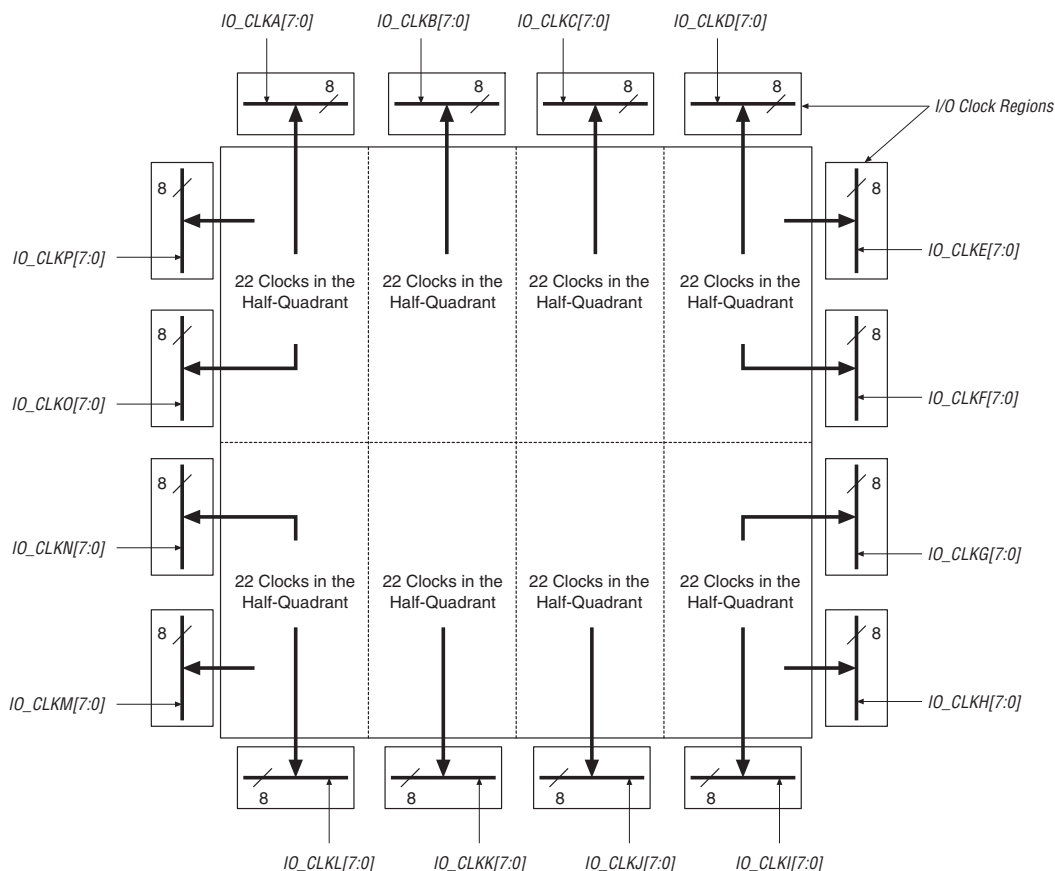 IO_CLKA[7:0] IO_CLKB[7:0] IO_CLKC[7:0] IO_CLKD[7:0]
8 8 8 8
I/O Clock Regions
8 8
IO_CLKP[7:0] IO_CLKE[7:0]
22 Clocks in the 22 Clocks in the 22 Clocks in the 22 Clocks in the
Half-Quadrant Half-Quadrant Half-Quadrant Half-Quadrant
8 8
IO_CLKO[7:0] IO_CLKF[7:0]
8 8
IO_CLKN[7:0] IO_CLKG[7:0]
22 Clocks in the 22 Clocks in the 22 Clocks in the 22 Clocks in the
Half-Quadrant Half-Quadrant Half-Quadrant Half-Quadrant
8 8
IO_CLKM[7:0] IO_CLKH[7:0]
8 8 8 8
IO_CLKL[7:0] IO_CLKK[7:0] IO_CLKJ[7:0] IO_CLKI[7:0]